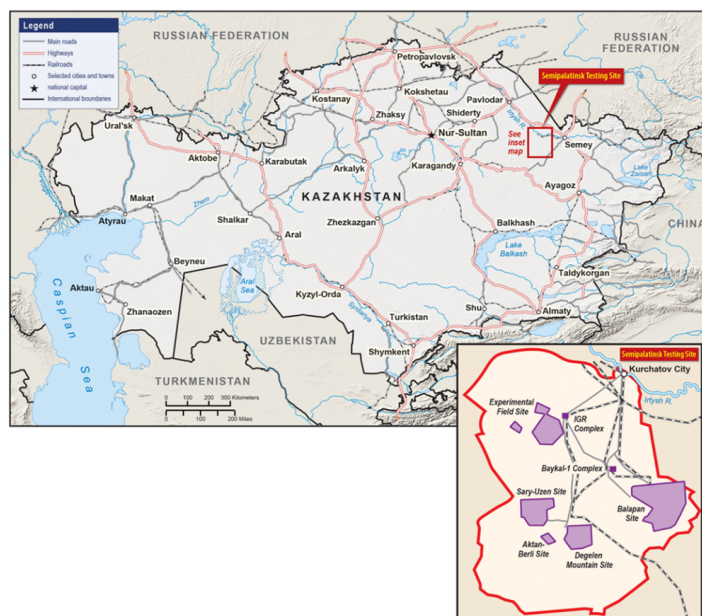 Legend
Main roads
Highways
Railroads
Selected cities and towns
national capital
International boundaries
RUSSIAN FEDERATION
RUSSIAN
FEDERATION
Petropavlovsk
Semipalatinsk Testing Site
Kostanay
Kokshetau
Pavlodar
Irtysh R.
Zhaksy
Shiderty
Ural'sk
Nur-Sultan
See
inset
map
Semey
Aktobe
Karabutak
Arkalyk
Karagandy
Lake
Zaisan
KAZAKHSTAN
Ayagoz
Makat
Zhem
Shalkar
Zhezkazgan
Atyrau
Balkhash
CHINA
Aral
Lake
Balkash
Beyneu
Taldykorgan
Aral
Sea
Kyzyl-Orda
Aktau
Shu
Almaty
Zhanaozen
Caspian
Sea
Syrdariya
Turkistan
UZBEKISTAN
Shymkent
TURKMENISTAN
0 100 200 300 Kilometers
0 100 200 Miles
Semipalatinsk Testing Site
Kurchatov City
Irtysh R.
Experimental
Field Site
IGR
Complex
Baykal-1 Complex
Sary-Uzen Site
Balapan
Site
Aktan-
Berli Site
Degelen
Mountain Site